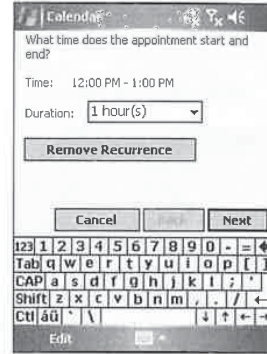 Calendar
What time does the appointment start and
end?
Time: 12:00 PM - 1:00 PM
Duration: 1 hour(s)
Remove Recurrence
Cancel Back Next
123 1 2 3 4 5 6 7 8 9 0 - =
Tab q w e r t y u i o p [ ]
CAP a s d f g h j k l ; '
Shift z x c v b n m , . /
Ctl áü ` \
Edit